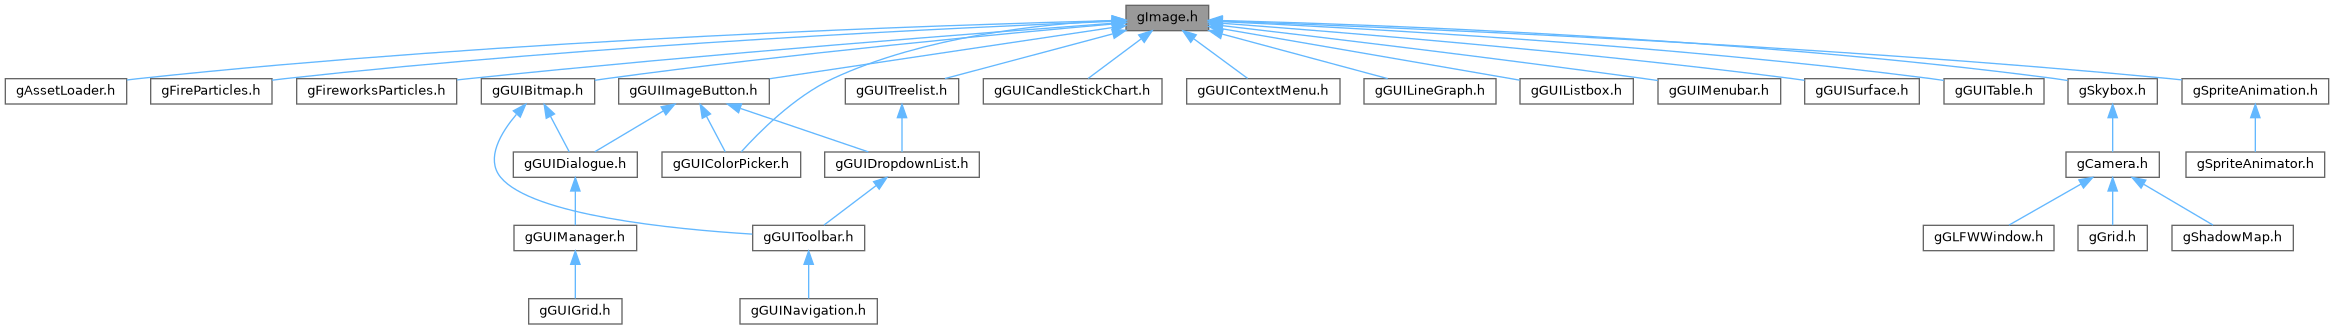 gImage.h
gAssetLoader.h
gFireParticles.h
gFireworksParticles.h
gGUIBitmap.h
gGUIImageButton.h
gGUITreelist.h
gGUICandleStickChart.h
gGUIContextMenu.h
gGUILineGraph.h
gGUIListbox.h
gGUIMenubar.h
gGUISurface.h
gGUITable.h
gSkybox.h
gSpriteAnimation.h
gGUIDialogue.h
gGUIColorPicker.h
gGUIDropdownList.h
gCamera.h
gSpriteAnimator.h
gGUIManager.h
gGUIToolbar.h
gGLFWWindow.h
gGrid.h
gShadowMap.h
gGUIGrid.h
gGUINavigation.h